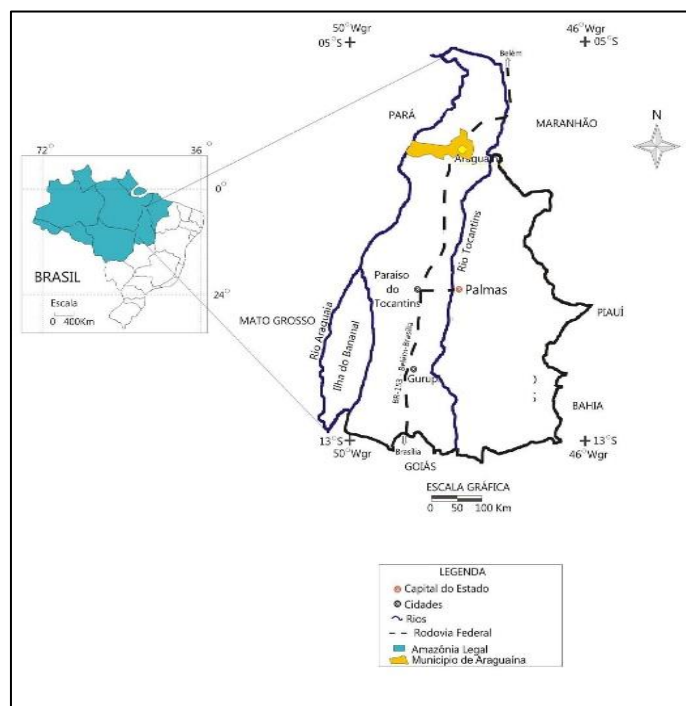 50°Wgr
05°S
46°Wgr
05°S
Belém
PARÁ
MARANHÃO
N
Araguaína
72°
36°
0°
BRASIL
24°
Escala
0 400Km
Rio Tocantins
Paraíso
do
Tocantins
Palmas
MATO GROSSO
Rio Araguaia
Ilha do Bananal
BR-153
Belém-Brasília
Gurupi
PIAUÍ
BAHIA
13°S
50°Wgr
Brasília
GOIÁS
13°S
46°Wgr
ESCALA GRÁFICA
0 50 100 Km
LEGENDA
Capital do Estado
Cidades
Rios
Rodovia Federal
Amazônia Legal
Município de Araguaína